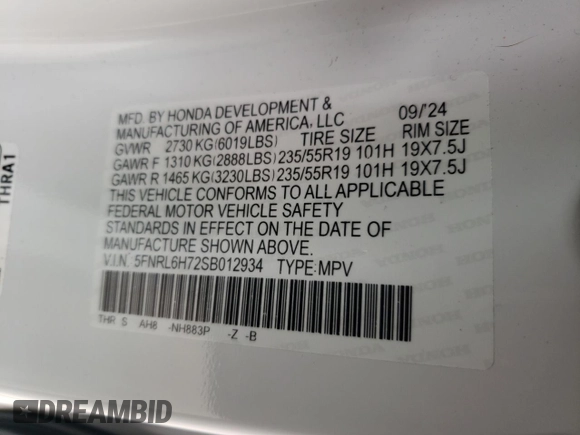 MFD. BY HONDA DEVELOPMENT &
MANUFACTURING OF AMERICA, LLC 09/'24
GVWR 2730 KG(6019LBS) TIRE SIZE RIM SIZE
GAWR F 1310 KG(2888LBS) 235/55R19 101H 19X7.5J
GAWR R 1465 KG(3230LBS) 235/55R19 101H 19X7.5J
THIS VEHICLE CONFORMS TO ALL APPLICABLE
FEDERAL MOTOR VEHICLE SAFETY
STANDARDS IN EFFECT ON THE DATE OF
MANUFACTURE SHOWN ABOVE.
V.I.N. 5FNRL6H72SB012934 TYPE:MPV
THR S AH8 -NH883P -Z -B
THRA1
DREAMBID